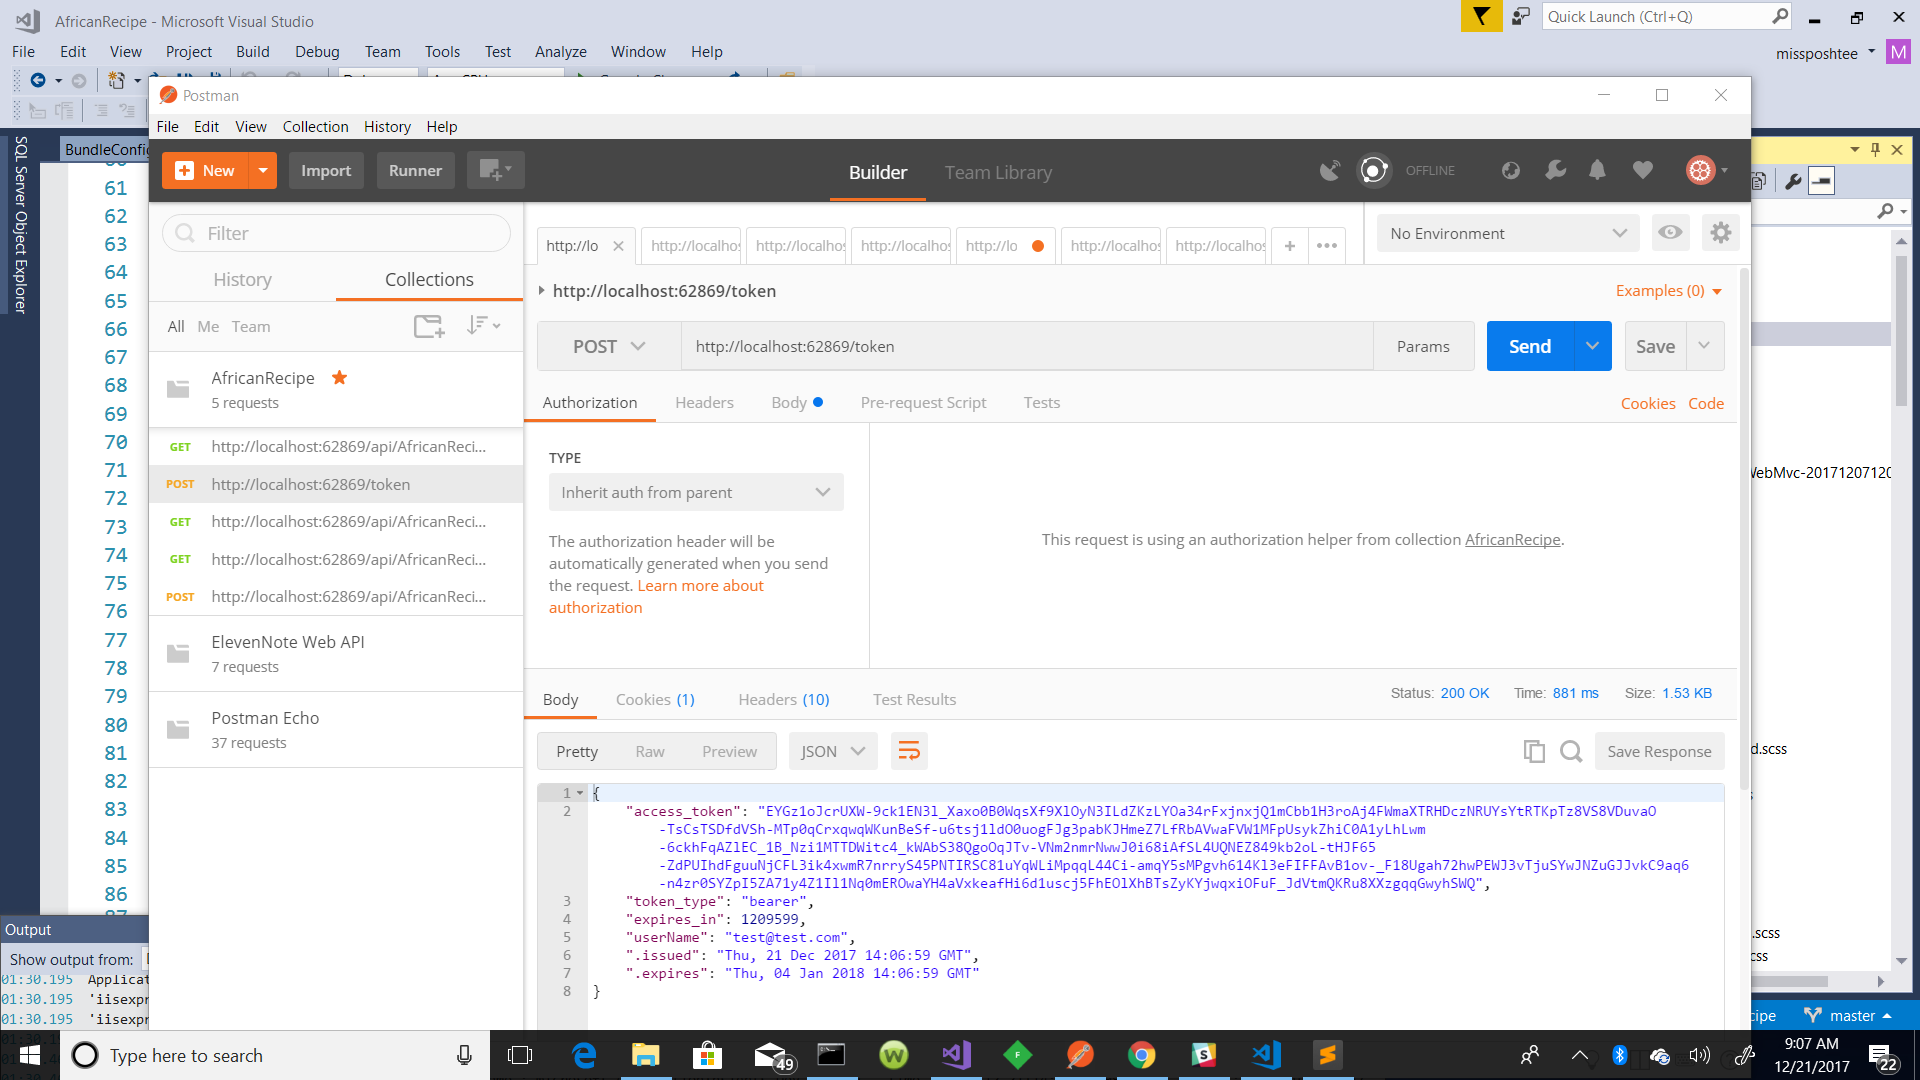 AfricanRecipe - Microsoft Visual Studio
Quick Launch (Ctrl+Q)
File Edit View Project Build Debug Team Tools Test Analyze Window Help
missposhtee M
Postman
File Edit View Collection History Help
SQL Server Object Explorer
BundleConfig
New Import Runner
Builder Team Library
OFFLINE
Filter
History Collections
All Me Team
AfricanRecipe
5 requests
GET http://localhost:62869/api/AfricanReci...
POST http://localhost:62869/token
GET http://localhost:62869/api/AfricanReci...
GET http://localhost:62869/api/AfricanReci...
POST http://localhost:62869/api/AfricanReci...
ElevenNote Web API
7 requests
Postman Echo
37 requests
61
62
63
64
65
66
67
68
69
70
71
72
73
74
75
76
77
78
79
80
81
82
83
84
85
86
http://lo http://localhos http://localhos http://localhos http://lo http://localhos http://localhos
No Environment
http://localhost:62869/token
Examples (0)
POST http://localhost:62869/token Params Send Save
Authorization Headers Body Pre-request Script Tests
Cookies Code
TYPE
Inherit auth from parent
The authorization header will be
automatically generated when you send
the request. Learn more about
authorization
This request is using an authorization helper from collection AfricanRecipe.
Body Cookies (1) Headers (10) Test Results
Status: 200 OK Time: 881 ms Size: 1.53 KB
Pretty Raw Preview JSON Save Response
1 {
2 "access_token": "EYGz1oJcrUXW-9ck1EN3l_Xaxo0B0WqsXf9XlOyN3ILdZKzLYOa34rFxjnxjQ1mCbb1H3roAj4FWmaXTRHDczNRUYsYtRTKpTz8VS8VDuvaO
-TsCsTSDfdVSh-MTp0qCrxqwqWKunBeSf-u6tsj1ldO0uogFJg3pabKJHmeZ7LfRbAVwaFVW1MFpUsykZhiC0A1yLhLwm
-6ckhFqAZlEC_1B_Nzi1MTTDWitc4_kWAbS38QgoOqJTv-VNm2nmrNwwJ0i68iAfSL4UQNEZ849kb2oL-tHJF65
-ZdPUIhdFguuNjCFL3ik4xwmR7nrryS45PNTIRSC81uYqWLiMpqqL44Ci-amqY5sMPgvh614Kl3eFIFFAvB1ov-_F18Ugah72hwPEWJ3vTjuSYwJNZuGJJvkC9aq6
-n4zr0SYZpI5ZA71y4Z1Il1Nq0mEROwaYH4aVxkeafHi6d1uscj5FhEOlXhBTsZyKYjwqxiOFuF_JdVtmQKRu8XXzgqqGwyhSWQ",
3 "token_type": "bearer",
4 "expires_in": 1209599,
5 "userName": "test@test.com",
6 ".issued": "Thu, 21 Dec 2017 14:06:59 GMT",
7 ".expires": "Thu, 04 Jan 2018 14:06:59 GMT"
8 }
WebMvc-20171207120
d.scss
.scss
css
Output
Show output from:
01:30.195 Applicat
01:30.195 'iisexpr
01:30.195 'iisexpr
cipe master
Type here to search
49
9:07 AM
12/21/2017
22